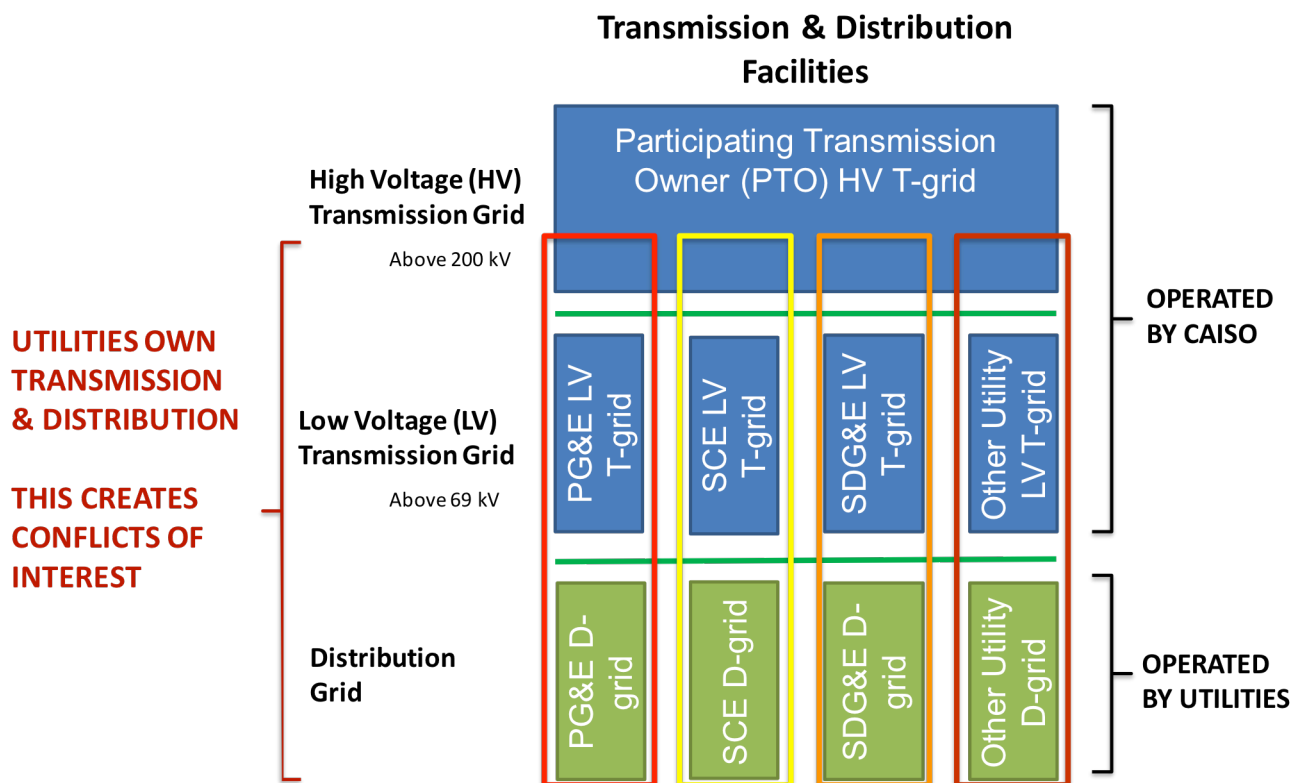 Transmission & Distribution
Facilities
Participating Transmission
Owner (PTO) HV T-grid
High Voltage (HV)
Transmission Grid
Above 200 kV
OPERATED
BY CAISO
UTILITIES OWN
TRANSMISSION
& DISTRIBUTION
THIS CREATES
CONFLICTS OF
INTEREST
Low Voltage (LV)
Transmission Grid
Above 69 kV
PG&E LV
T-grid
SCE LV
T-grid
SDG&E LV
T-grid
Other Utility
LV T-grid
Distribution
Grid
PG&E D-
grid
SCE D-grid
SDG&E D-
grid
Other Utility
D-grid
OPERATED
BY UTILITIES